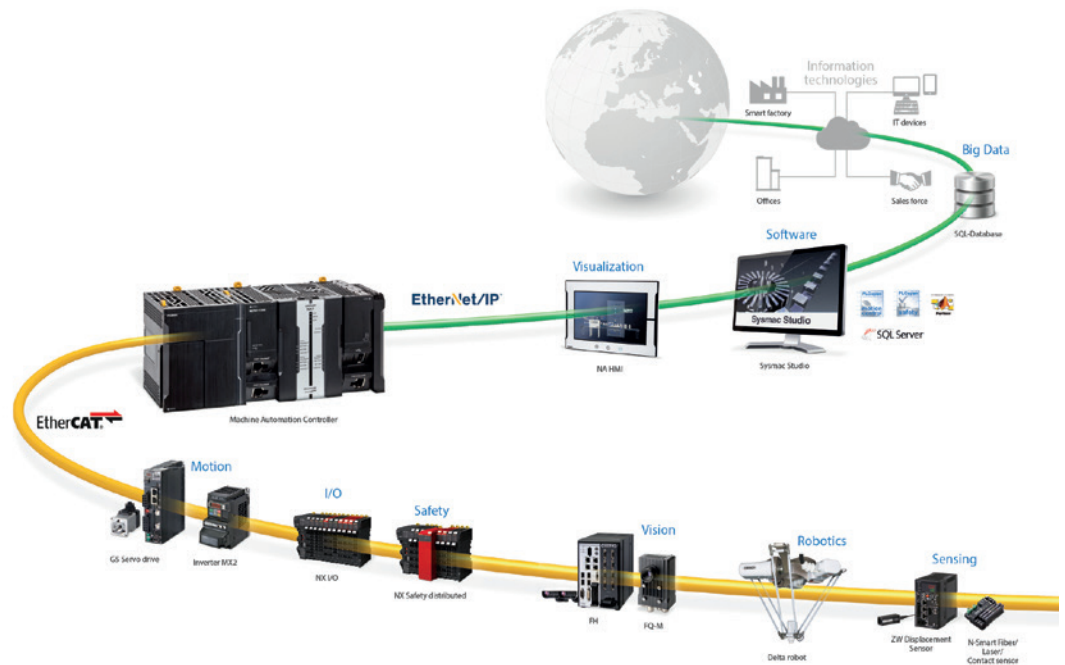 Information
technologies
Smart factory
IT devices
Big Data
Offices
Sales force
SQL-Database
Software
Visualization
EtherNet/IP
Sysmac Studio
SQL Server
NA HMI
Sysmac Studio
Machine Automation Controller
EtherCAT
Motion
I/O
Safety
Vision
Robotics
Sensing
G5 Servo drive
Inverter MX2
NX I/O
NX Safety distributed
FH
FQ-M
Delta robot
ZW Displacement
Sensor
N-Smart Fiber/
Laser/
Contact sensor